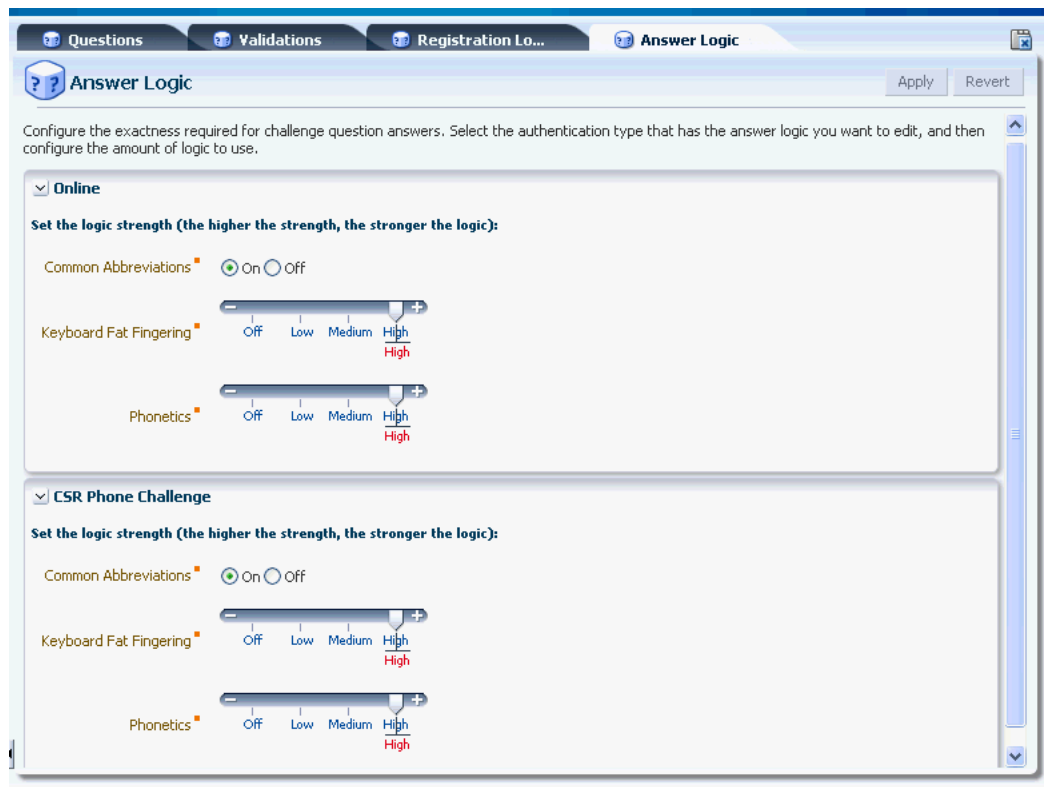 Questions Validations Registration Lo... Answer Logic
Answer Logic Apply Revert
Configure the exactness required for challenge question answers. Select the authentication type that has the answer logic you want to edit, and then
configure the amount of logic to use.
Online
Set the logic strength (the higher the strength, the stronger the logic):
Common Abbreviations On Off
Keyboard Fat Fingering Off Low Medium High
High
Phonetics Off Low Medium High
High
CSR Phone Challenge
Set the logic strength (the higher the strength, the stronger the logic):
Common Abbreviations On Off
Keyboard Fat Fingering Off Low Medium High
High
Phonetics Off Low Medium High
High